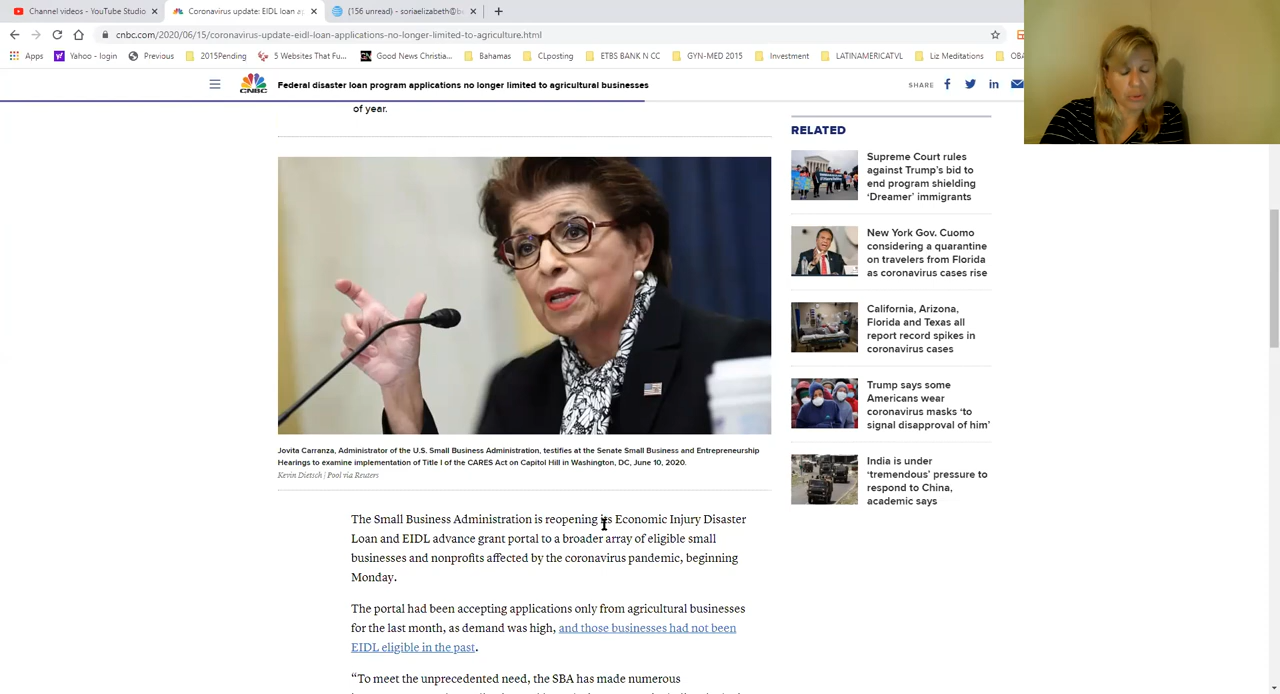 Channel videos - YouTube Studio
Coronavirus update: EIDL loan a
(156 unread) - soriaelizabeth@b
cnbc.com/2020/06/15/coronavirus-update-eidl-loan-applications-no-longer-limited-to-agriculture.html
Apps Yahoo - login Previous 2015Pending 5 Websites That Fu... Good News Christia... Bahamas CLposting ETBS BANK N CC GYN-MED 2015 Investment LATINAMERICATVL Liz Meditations
CNBC Federal disaster loan program applications no longer limited to agricultural businesses SHARE
of year.
RELATED
Supreme Court rules
against Trump's bid to
end program shielding
‘Dreamer’ immigrants
New York Gov. Cuomo
considering a quarantine
on travelers from Florida
as coronavirus cases rise
California, Arizona,
Florida and Texas all
report record spikes in
coronavirus cases
Trump says some
Americans wear
coronavirus masks ‘to
signal disapproval of him’
India is under
‘tremendous’ pressure to
respond to China,
academic says
Jovita Carranza, Administrator of the U.S. Small Business Administration, testifies at the Senate Small Business and Entrepreneurship
Hearings to examine implementation of Title I of the CARES Act on Capitol Hill in Washington, DC, June 10, 2020.
Kevin Dietsch | Pool via Reuters
The Small Business Administration is reopening its Economic Injury Disaster
Loan and EIDL advance grant portal to a broader array of eligible small
businesses and nonprofits affected by the coronavirus pandemic, beginning
Monday.
The portal had been accepting applications only from agricultural businesses
for the last month, as demand was high, and those businesses had not been
EIDL eligible in the past.
“To meet the unprecedented need, the SBA has made numerous